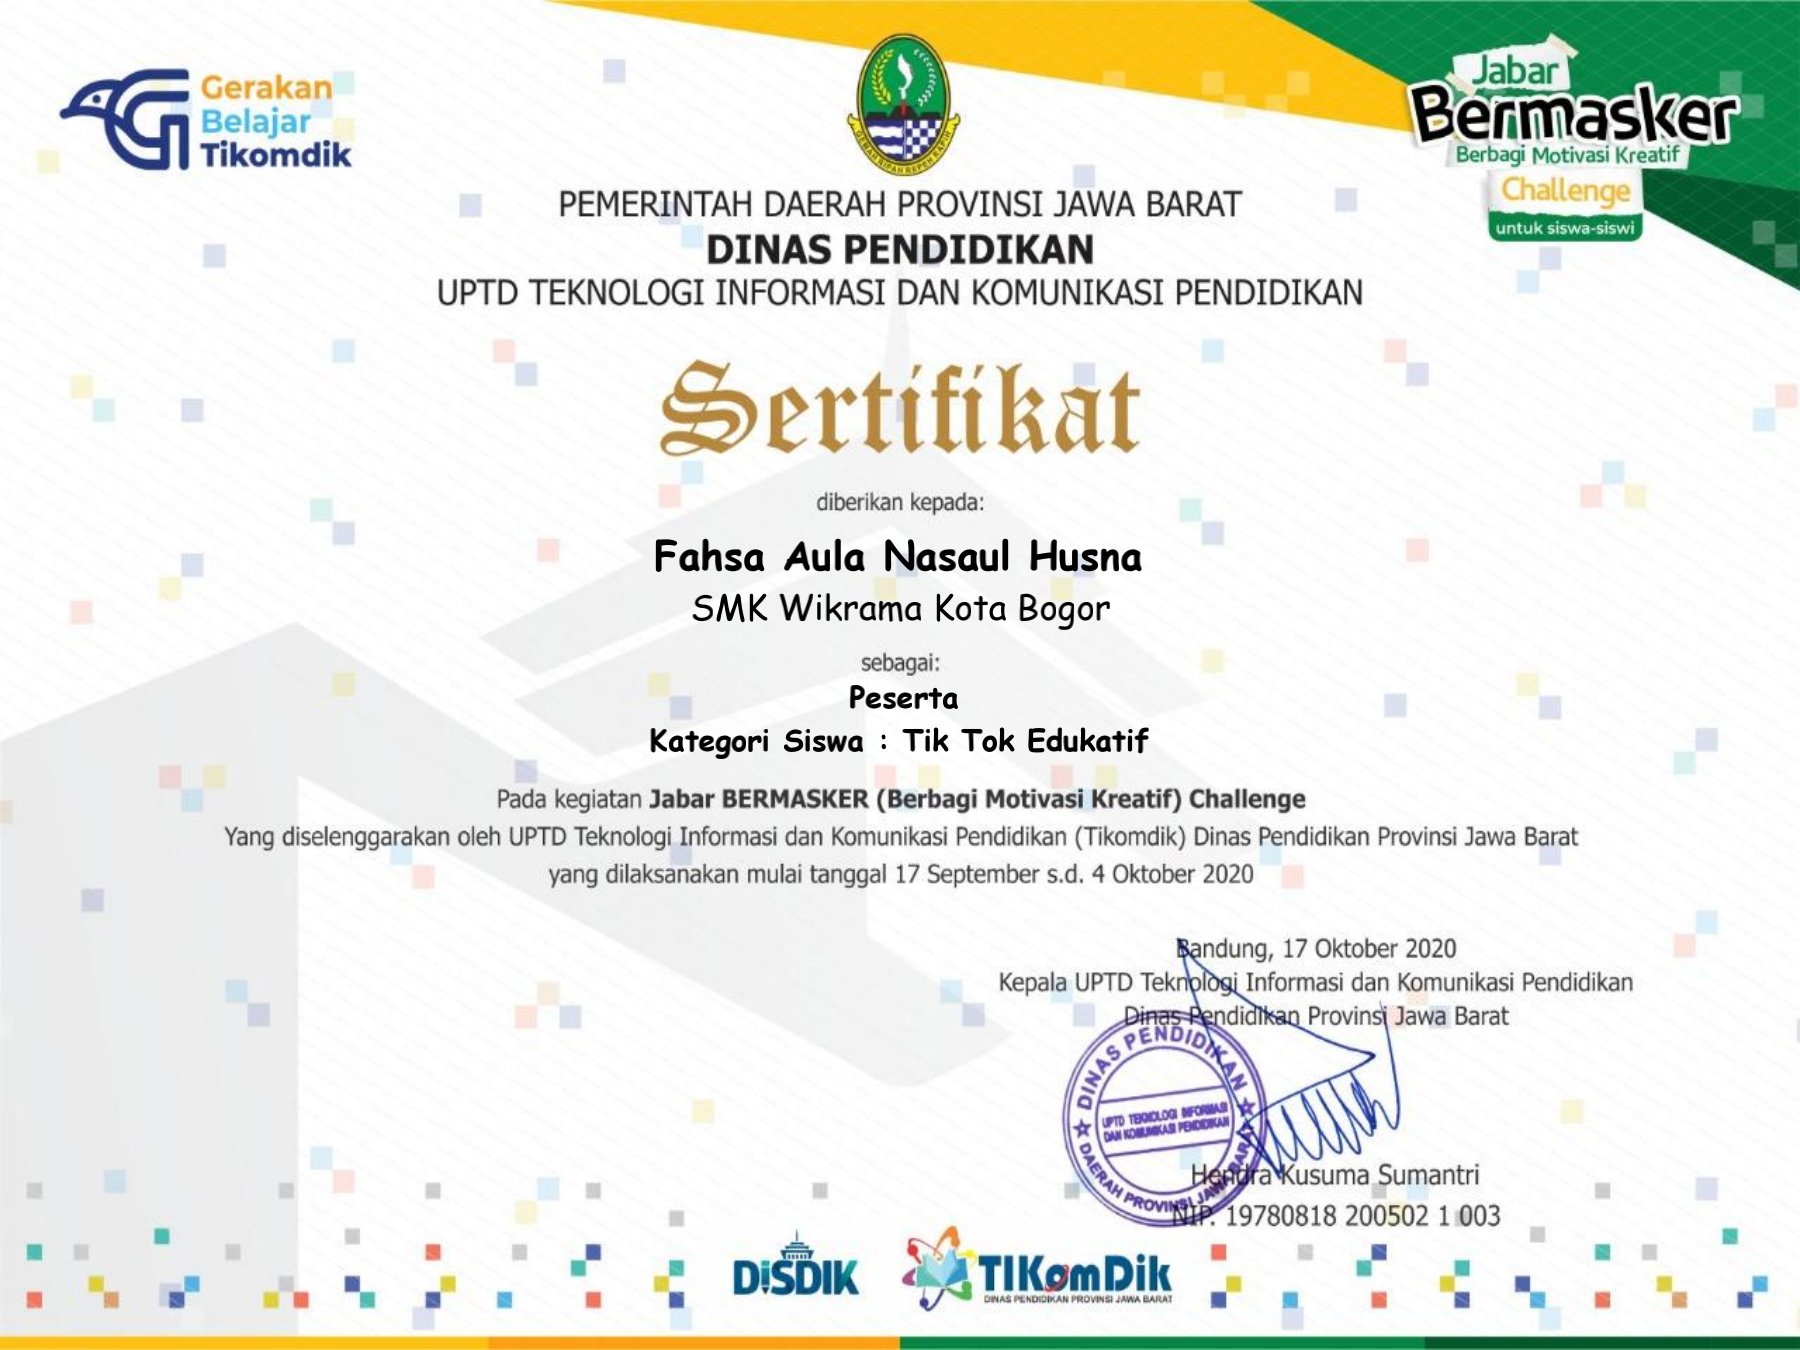 Gerakan
Belajar
Tikomdik
GEMAH RIPAH REPEH RAPIH
Jabar
Bermasker
Berbagi Motivasi Kreatif
Challenge
untuk siswa-siswi
PEMERINTAH DAERAH PROVINSI JAWA BARAT
DINAS PENDIDIKAN
UPTD TEKNOLOGI INFORMASI DAN KOMUNIKASI PENDIDIKAN
Sertifikat
diberikan kepada:
Fahsa Aula Nasaul Husna
SMK Wikrama Kota Bogor
sebagai:
Peserta
Kategori Siswa : Tik Tok Edukatif
Pada kegiatan Jabar BERMASKER (Berbagi Motivasi Kreatif) Challenge
Yang diselenggarakan oleh UPTD Teknologi Informasi dan Komunikasi Pendidikan (Tikomdik) Dinas Pendidikan Provinsi Jawa Barat
yang dilaksanakan mulai tanggal 17 September s.d. 4 Oktober 2020
Bandung, 17 Oktober 2020
Kepala UPTD Teknologi Informasi dan Komunikasi Pendidikan
Dinas Pendidikan Provinsi Jawa Barat
DINAS PENDIDIKAN
UPTD TEKNOLOGI INFORMASI
DAN KOMUNIKASI PENDIDIKAN
DAERAH PROVINSI JAWA BARAT
Hendra Kusuma Sumantri
NIP. 19780818 200502 1 003
DISDIK
TIKomDik
DINAS PENDIDIKAN PROVINSI JAWA BARAT